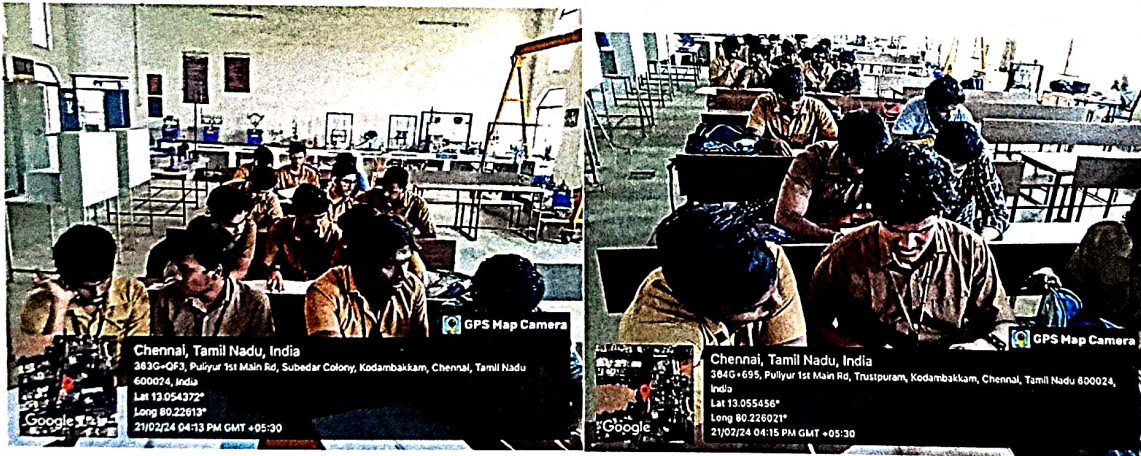 GPS Map Camera
Chennai, Tamil Nadu, India
363G+QF3, Puliyur 1st Main Rd, Subedar Colony, Kodambakkam, Chennai, Tamil Nadu
600024, India
Lat 13.054372°
Long 80.22613°
21/02/24 04:13 PM GMT +05:30
Google
GPS Map Camera
Chennai, Tamil Nadu, India
364G+695, Puliyur 1st Main Rd, Trustpuram, Kodambakkam, Chennai, Tamil Nadu 600024,
India
Lat 13.055456°
Long 80.226021°
21/02/24 04:15 PM GMT +05:30
Google